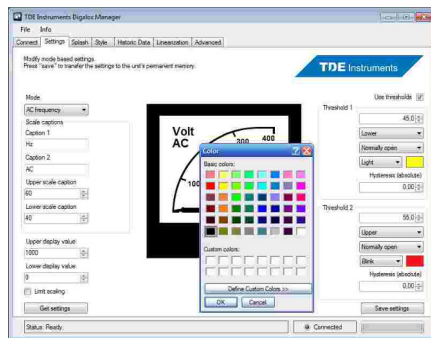 TDE Instruments Digalox Manager
File Info
Connect Settings Splash Style Historic Data Linearization Advanced
Modify mode based settings.
Press "save" to transfer the settings to the unit's permanent memory.
TDE Instruments
Mode
AC frequency
Scale captions
Caption 1
Hz
Caption 2
AC
Upper scale caption
60
Lower scale caption
40
Upper display value
1000
Lower display value
0
Limit scaling
Get settings
Volt
AC
100
300
400
Color
Basic colors:
Custom colors:
Define Custom Colors >>
OK Cancel
Use thresholds
Threshold 1
45.0
Lower
Normally open
Light
Hysteresis (absolute)
0.00
Threshold 2
55.0
Upper
Normally open
Blink
Hysteresis (absolute)
0.00
Save settings
Status: Ready.
Connected